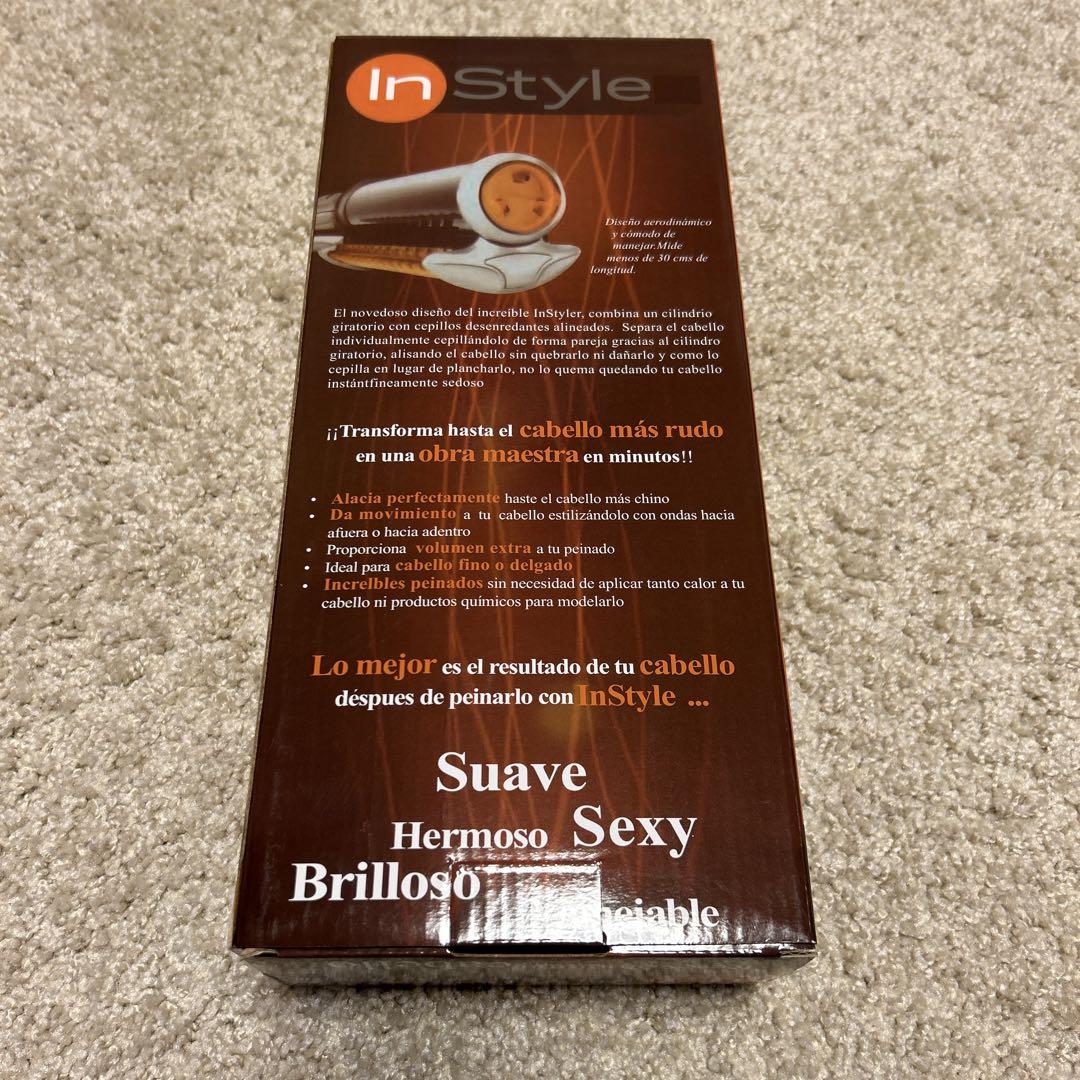 In Style
Diseño aerodinámico
y cómodo de
manejar.Mide
menos de 30 cms de
longitud.
El novedoso diseño del increíble InStyler, combina un cilindrio
giratorio con cepillos desenredantes alineados. Separa el cabello
individualmente cepillándolo de forma pareja gracias al cilindro
giratorio, alisando el cabello sin quebrarlo ni dañarlo y como lo
cepilla en lugar de plancharlo, no lo quema quedando tu cabello
instántfineamente sedoso
¡¡Transforma hasta el cabello más rudo
en una obra maestra en minutos!!
• Alacia perfectamente haste el cabello más chino
• Da movimiento a tu cabello estilizándolo con ondas hacia
afuera o hacia adentro
• Proporciona volumen extra a tu peinado
• Ideal para cabello fino o delgado
• Increlbles peinados sin necesidad de aplicar tanto calor a tu
cabello ni productos químicos para modelarlo
Lo mejor es el resultado de tu cabello
déspues de peinarlo con InStyle ...
Suave
Hermoso Sexy
Brilloso